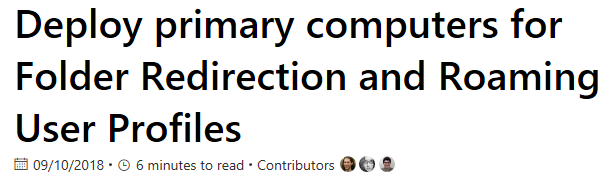 Deploy primary computers for
Folder Redirection and Roaming
User Profiles
09/10/2018 • 6 minutes to read • Contributors